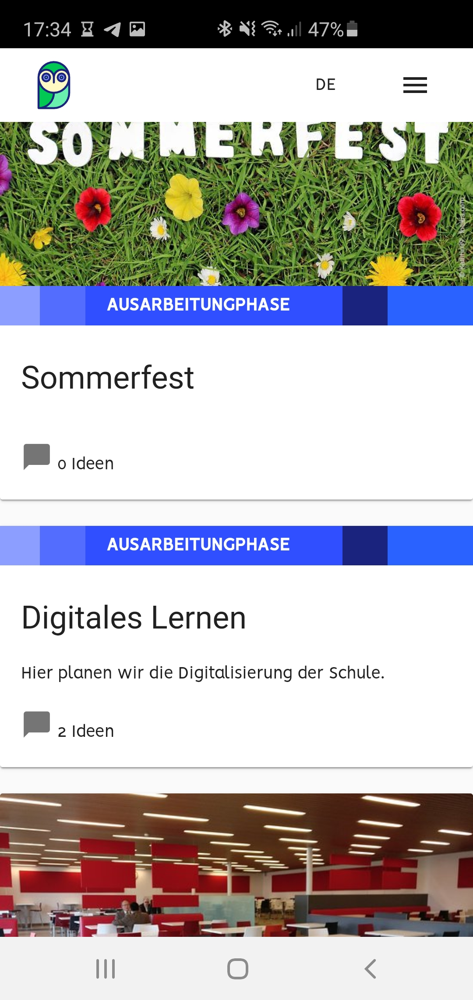 17:34
47%
DE
SOMMERFEST
AUSARBEITUNGPHASE
Sommerfest
0 Ideen
AUSARBEITUNGPHASE
Digitales Lernen
Hier planen wir die Digitalisierung der Schule.
2 Ideen